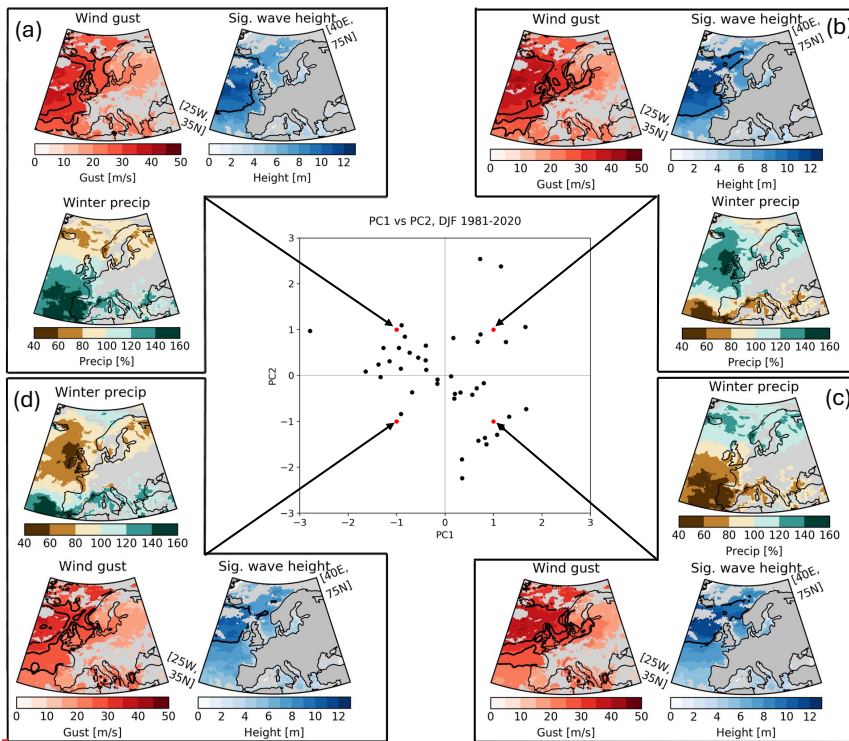 (a)
Wind gust
Sig. wave height
[40E,
75N]
[25W,
35N]
0 10 20 30 40 50
Gust [m/s]
0 2 4 6 8 10 12
Height [m]
Winter precip
40 60 80 100 120 140 160
Precip [%]
(b)
Wind gust
Sig. wave height
[40E,
75N]
[25W,
35N]
0 10 20 30 40 50
Gust [m/s]
0 2 4 6 8 10 12
Height [m]
Winter precip
40 60 80 100 120 140 160
Precip [%]
PC1 vs PC2, DJF 1981-2020
3
2
1
0
−1
−2
−3
PC2
−3 −2 −1 0 1 2 3
PC1
(d)
Winter precip
40 60 80 100 120 140 160
Precip [%]
Wind gust
Sig. wave height
[40E,
75N]
[25W,
35N]
0 10 20 30 40 50
Gust [m/s]
0 2 4 6 8 10 12
Height [m]
(c)
Winter precip
40 60 80 100 120 140 160
Precip [%]
Wind gust
Sig. wave height
[40E,
75N]
[25W,
35N]
0 10 20 30 40 50
Gust [m/s]
0 2 4 6 8 10 12
Height [m]